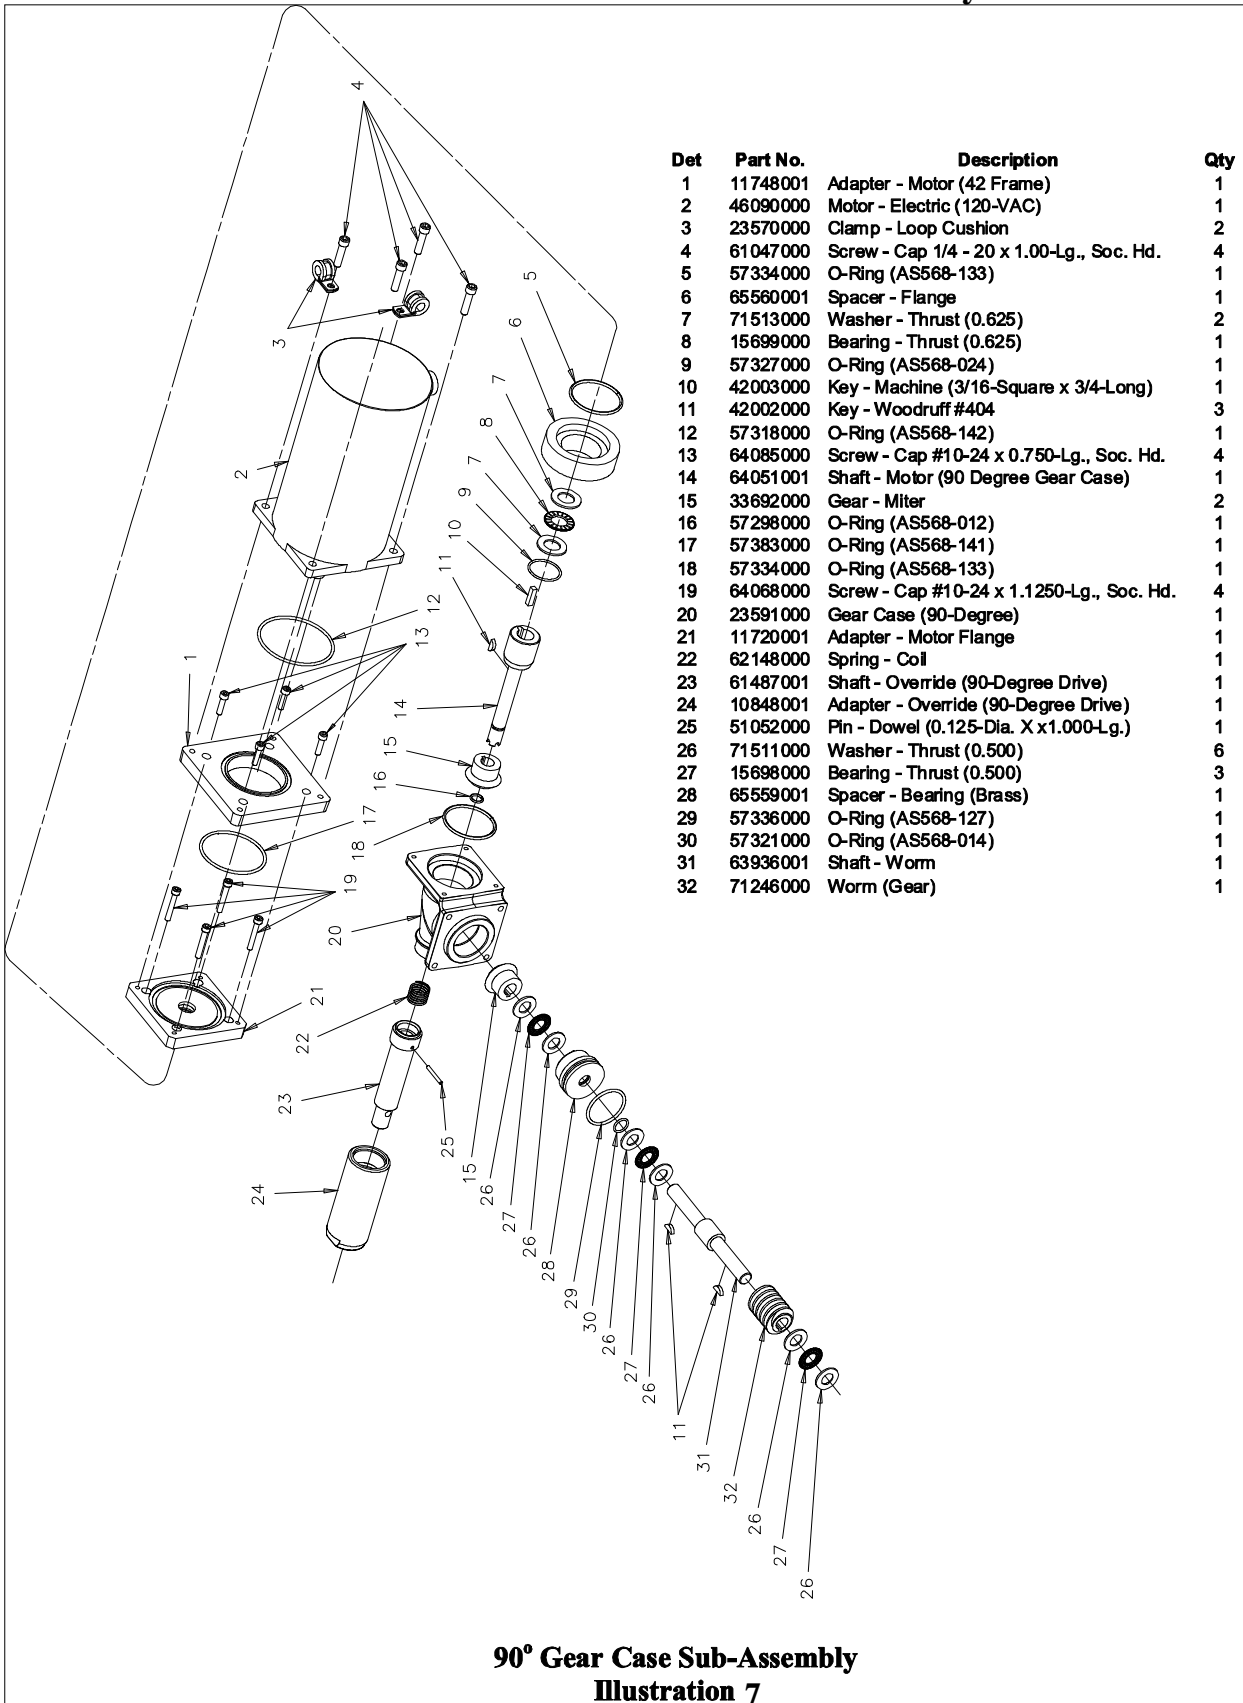 Det Part No. Description Qty
1 11748001 Adapter - Motor (42 Frame) 1
2 46090000 Motor - Electric (120-VAC) 1
3 23570000 Clamp - Loop Cushion 2
4 61047000 Screw - Cap 1/4 - 20 x 1.00-Lg., Soc. Hd. 4
5 57334000 O-Ring (AS568-133) 1
6 65560001 Spacer - Flange 1
7 71513000 Washer - Thrust (0.625) 2
8 15699000 Bearing - Thrust (0.625) 1
9 57327000 O-Ring (AS568-024) 1
10 42003000 Key - Machine (3/16-Square x 3/4-Long) 1
11 42002000 Key - Woodruff #404 3
12 57318000 O-Ring (AS568-142) 1
13 64085000 Screw - Cap #10-24 x 0.750-Lg., Soc. Hd. 4
14 64051001 Shaft - Motor (90 Degree Gear Case) 1
15 33692000 Gear - Miter 2
16 57298000 O-Ring (AS568-012) 1
17 57383000 O-Ring (AS568-141) 1
18 57334000 O-Ring (AS568-133) 1
19 64068000 Screw - Cap #10-24 x 1.1250-Lg., Soc. Hd. 4
20 23591000 Gear Case (90-Degree) 1
21 11720001 Adapter - Motor Flange 1
22 62148000 Spring - Coil 1
23 61487001 Shaft - Override (90-Degree Drive) 1
24 10848001 Adapter - Override (90-Degree Drive) 1
25 51052000 Pin - Dowel (0.125-Dia. X x1.000-Lg.) 1
26 71511000 Washer - Thrust (0.500) 6
27 15698000 Bearing - Thrust (0.500) 3
28 65559001 Spacer - Bearing (Brass) 1
29 57336000 O-Ring (AS568-127) 1
30 57321000 O-Ring (AS568-014) 1
31 63936001 Shaft - Worm 1
32 71246000 Worm (Gear) 1
4
3
5
6
7
2
8
7
9
10
11
12
13
1
14
15
16
17
18
19
20
21
22
23
25
24
15
26
27
26
28
29
30
26
27
26
11
31
32
26
27
26
90° Gear Case Sub-Assembly
Illustration 7